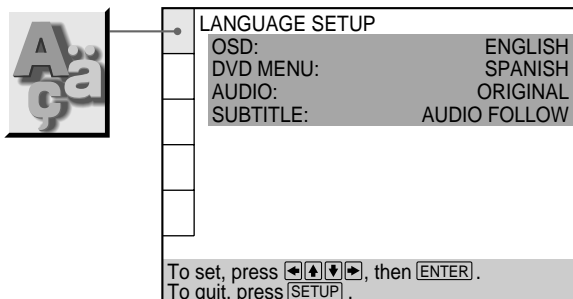 Aäç
LANGUAGE SETUP
OSD: ENGLISH
DVD MENU: SPANISH
AUDIO: ORIGINAL
SUBTITLE: AUDIO FOLLOW
To set, press ←↑↓→, then ENTER.
To quit, press SETUP.